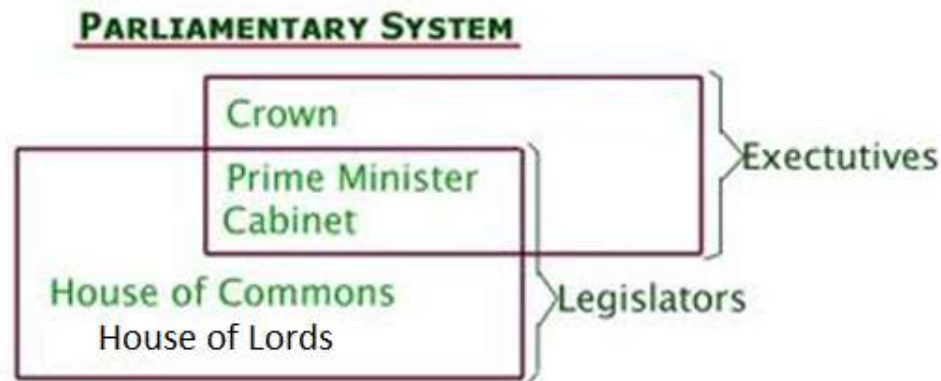 PARLIAMENTARY SYSTEM
Crown
Prime Minister
Cabinet
Exectutives
House of Commons
House of Lords
Legislators